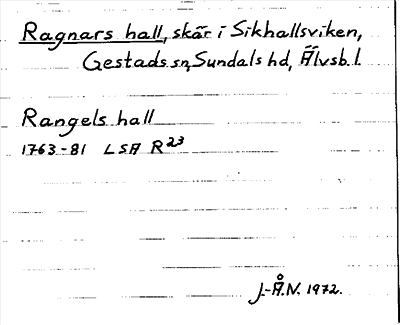 Ragnars hall, skär i Sikhallsviken,
Gestads sn, Sundals hd, Älvsb. l.
Rangels hall
1763-81 LSA R23
J.-Å.N. 1972.